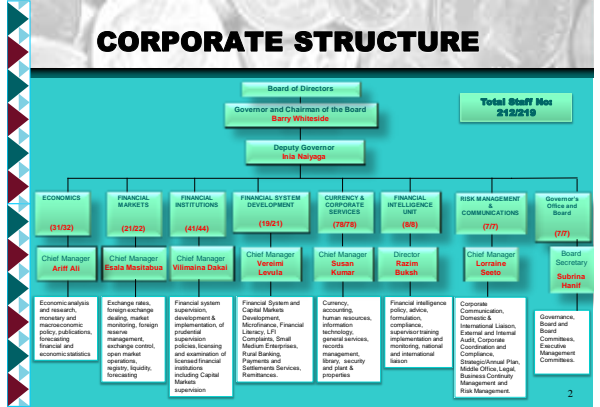 CORPORATE STRUCTURE
Board of Directors
Governor and Chairman of the Board
Barry Whiteside
Total Staff No:
212/219
Deputy Governor
Inia Naiyaga
ECONOMICS
(31/32)
Chief Manager
Ariff Ali
Economic analysis
and research,
monetary and
macroeconomic
policy, publications,
forecasting
financial and
economic statistics
FINANCIAL
MARKETS
(21/22)
Chief Manager
Esala Masitabua
Exchange rates,
foreign exchange
dealing, market
monitoring, foreign
reserve
management,
exchange control,
open market
operations,
registry, liquidity,
forecasting
FINANCIAL
INSTITUTIONS
(41/44)
Chief Manager
Vilimaina Dakai
Financial system
supervision,
development &
implementation, of
prudential
supervision
policies, licensing
and examination of
licensed financial
institutions
including Capital
Markets
supervision
FINANCIAL SYSTEM
DEVELOPMENT
(19/21)
Chief Manager
Vereimi
Levula
Financial System and
Capital Markets
Development,
Microfinance, Financial
Literacy, LFI
Complaints, Small
Medium Enterprises,
Rural Banking,
Payments and
Settlements Services,
Remittances.
CURRENCY &
CORPORATE
SERVICES
(78/78)
Chief Manager
Susan
Kumar
Currency,
accounting,
human resources,
information
technology,
general services,
records
management,
library, security
and plant &
properties
FINANCIAL
INTELLIGENCE
UNIT
(8/8)
Director
Razim
Buksh
Financial intelligence
policy, advice,
formulation,
compliance,
supervisor training
implementation and
monitoring, national
and international
liaison
RISK MANAGEMENT
&
COMMUNICATIONS
(7/7)
Chief Manager
Lorraine
Seeto
Corporate
Communication,
Domestic &
International Liaison,
External and Internal
Audit, Corporate
Coordination and
Compliance,
Strategic/Annual Plan,
Middle Office, Legal,
Business Continuity
Management and
Risk Management.
Governor's
Office and
Board
(7/7)
Board
Secretary
Subrina
Hanif
Governance,
Board and
Board
Committees,
Executive
Management
Committees.
2